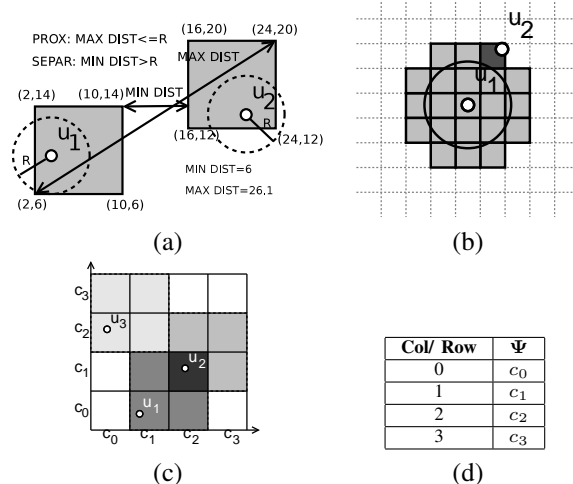 (16,20)
(24,20)
PROX: MAX DIST<=R
MAX DIST
SEPAR: MIN DIST>R
(2,14)
(10,14)
MIN DIST
u1
u2
R
(16,12)
R
(24,12)
MIN DIST=6
MAX DIST=26,1
(2,6)
(10,6)
(a)
u2
u1
(b)
c3
c2
u3
c1
u2
c0
u1
c0 c1 c2 c3
(c)
Col/ Row Ψ
0 c0
1 c1
2 c2
3 c3
(d)